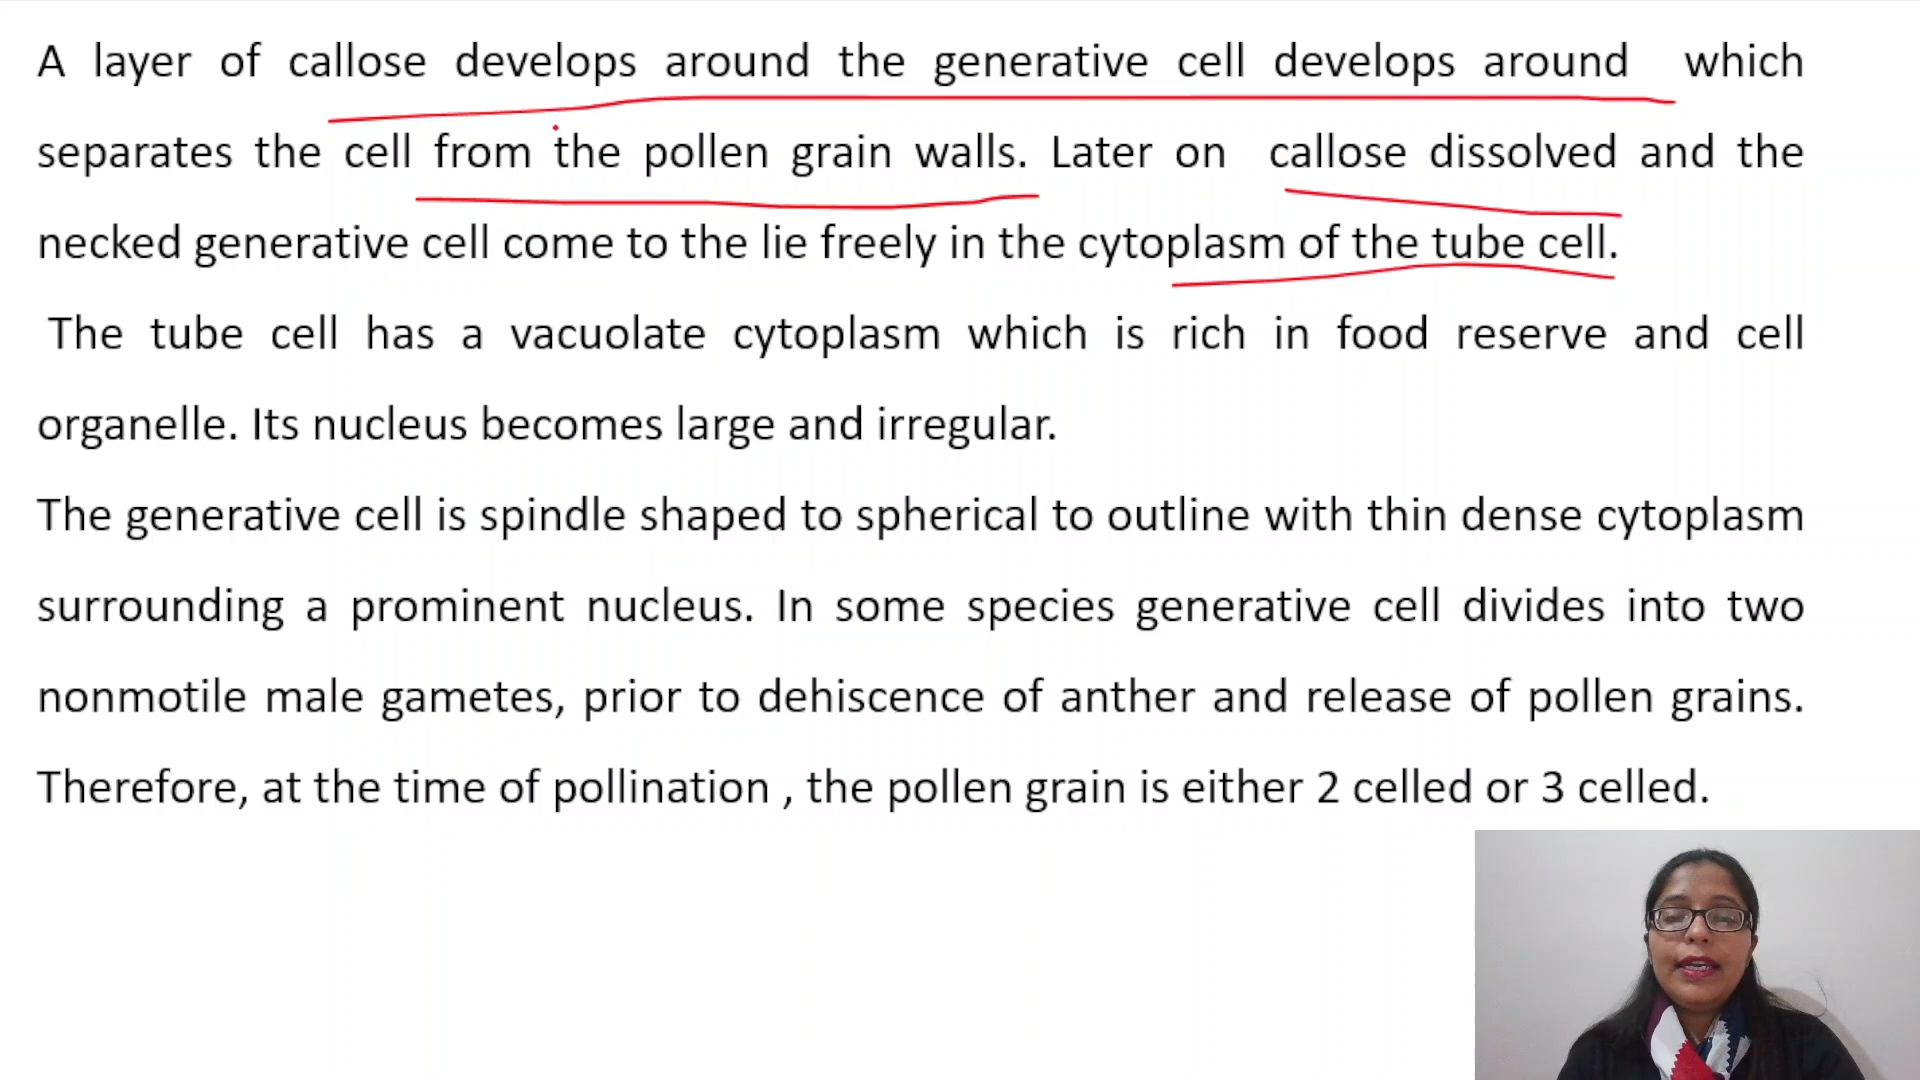 A layer of callose develops around the generative cell develops around which
separates the cell from the pollen grain walls. Later on callose dissolved and the
necked generative cell come to the lie freely in the cytoplasm of the tube cell.
The tube cell has a vacuolate cytoplasm which is rich in food reserve and cell
organelle. Its nucleus becomes large and irregular.
The generative cell is spindle shaped to spherical to outline with thin dense cytoplasm
surrounding a prominent nucleus. In some species generative cell divides into two
nonmotile male gametes, prior to dehiscence of anther and release of pollen grains.
Therefore, at the time of pollination , the pollen grain is either 2 celled or 3 celled.